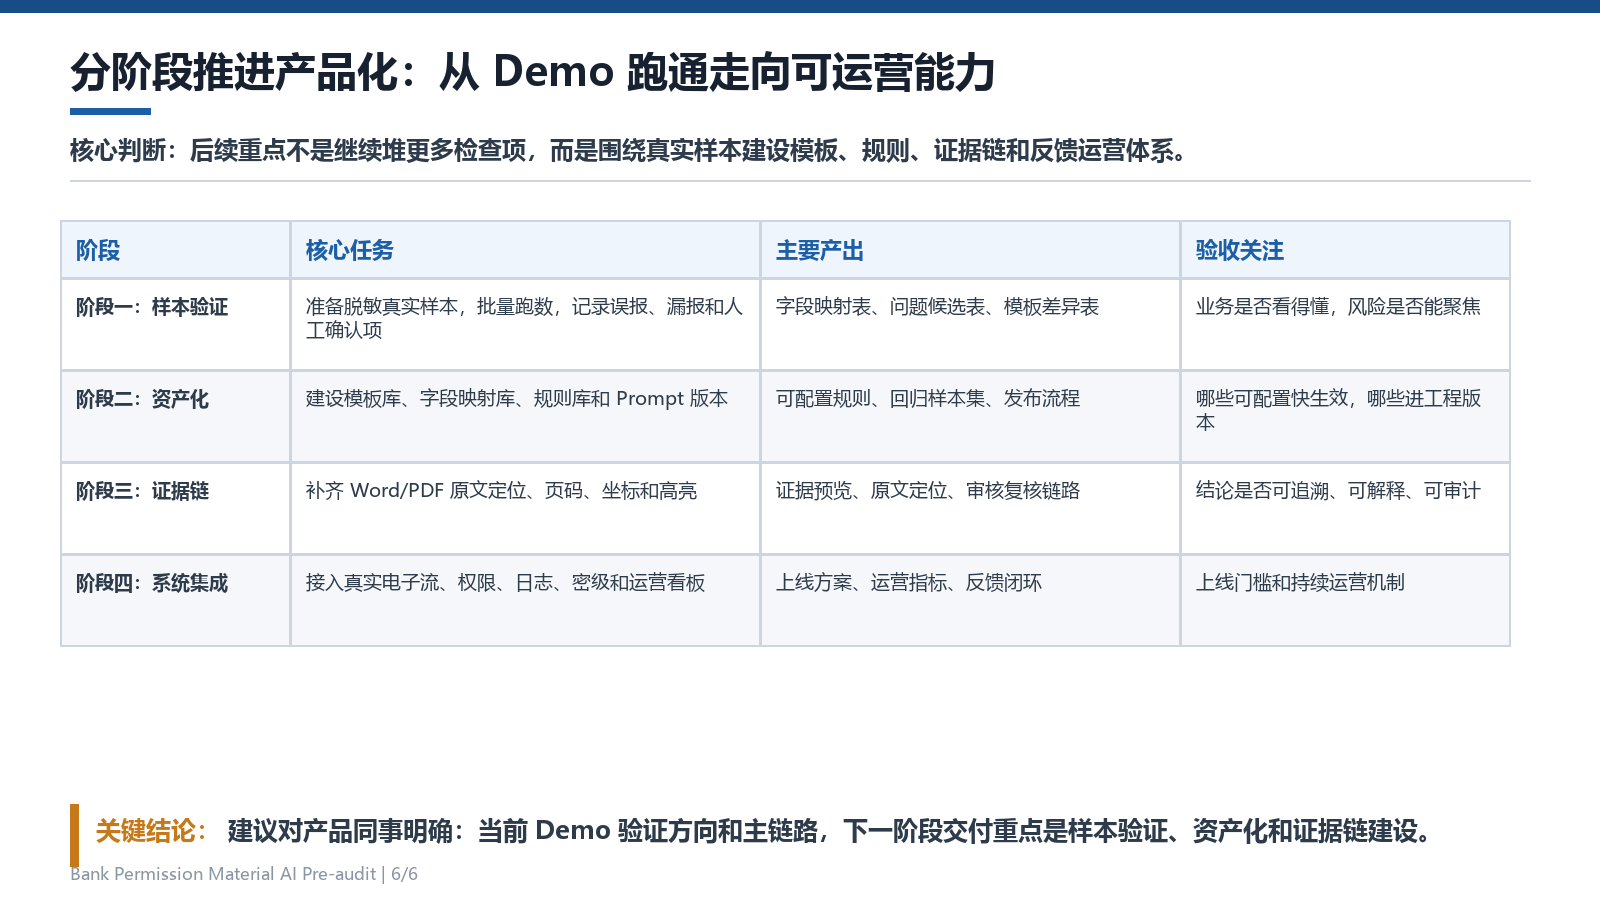 分阶段推进产品化：从 Demo 跑通走向可运营能力
核心判断：后续重点不是继续堆更多检查项，而是围绕真实样本建设模板、规则、证据链和反馈运营体系。
阶段
核心任务
主要产出
验收关注
阶段一：样本验证
准备脱敏真实样本，批量跑数，记录误报、漏报和人
工确认项
字段映射表、问题候选表、模板差异表
业务是否看得懂，风险是否能聚焦
阶段二：资产化
建设模板库、字段映射库、规则库和 Prompt 版本
可配置规则、回归样本集、发布流程
哪些可配置快生效，哪些进工程版
本
阶段三：证据链
补齐 Word/PDF 原文定位、页码、坐标和高亮
证据预览、原文定位、审核复核链路
结论是否可追溯、可解释、可审计
阶段四：系统集成
接入真实电子流、权限、日志、密级和运营看板
上线方案、运营指标、反馈闭环
上线门槛和持续运营机制
关键结论： 建议对产品同事明确：当前 Demo 验证方向和主链路，下一阶段交付重点是样本验证、资产化和证据链建设。
Bank Permission Material AI Pre-audit | 6/6